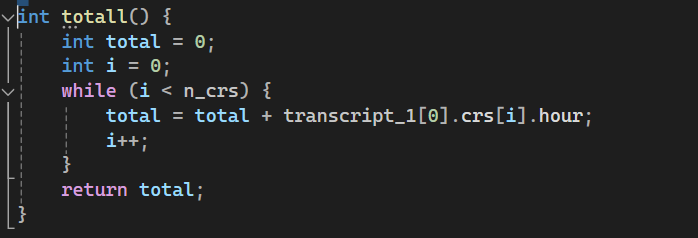 int totall() {
    int total = 0;
    int i = 0;
    while (i < n_crs) {
        total = total + transcript_1[0].crs[i].hour;
        i++;
    }
    return total;
}